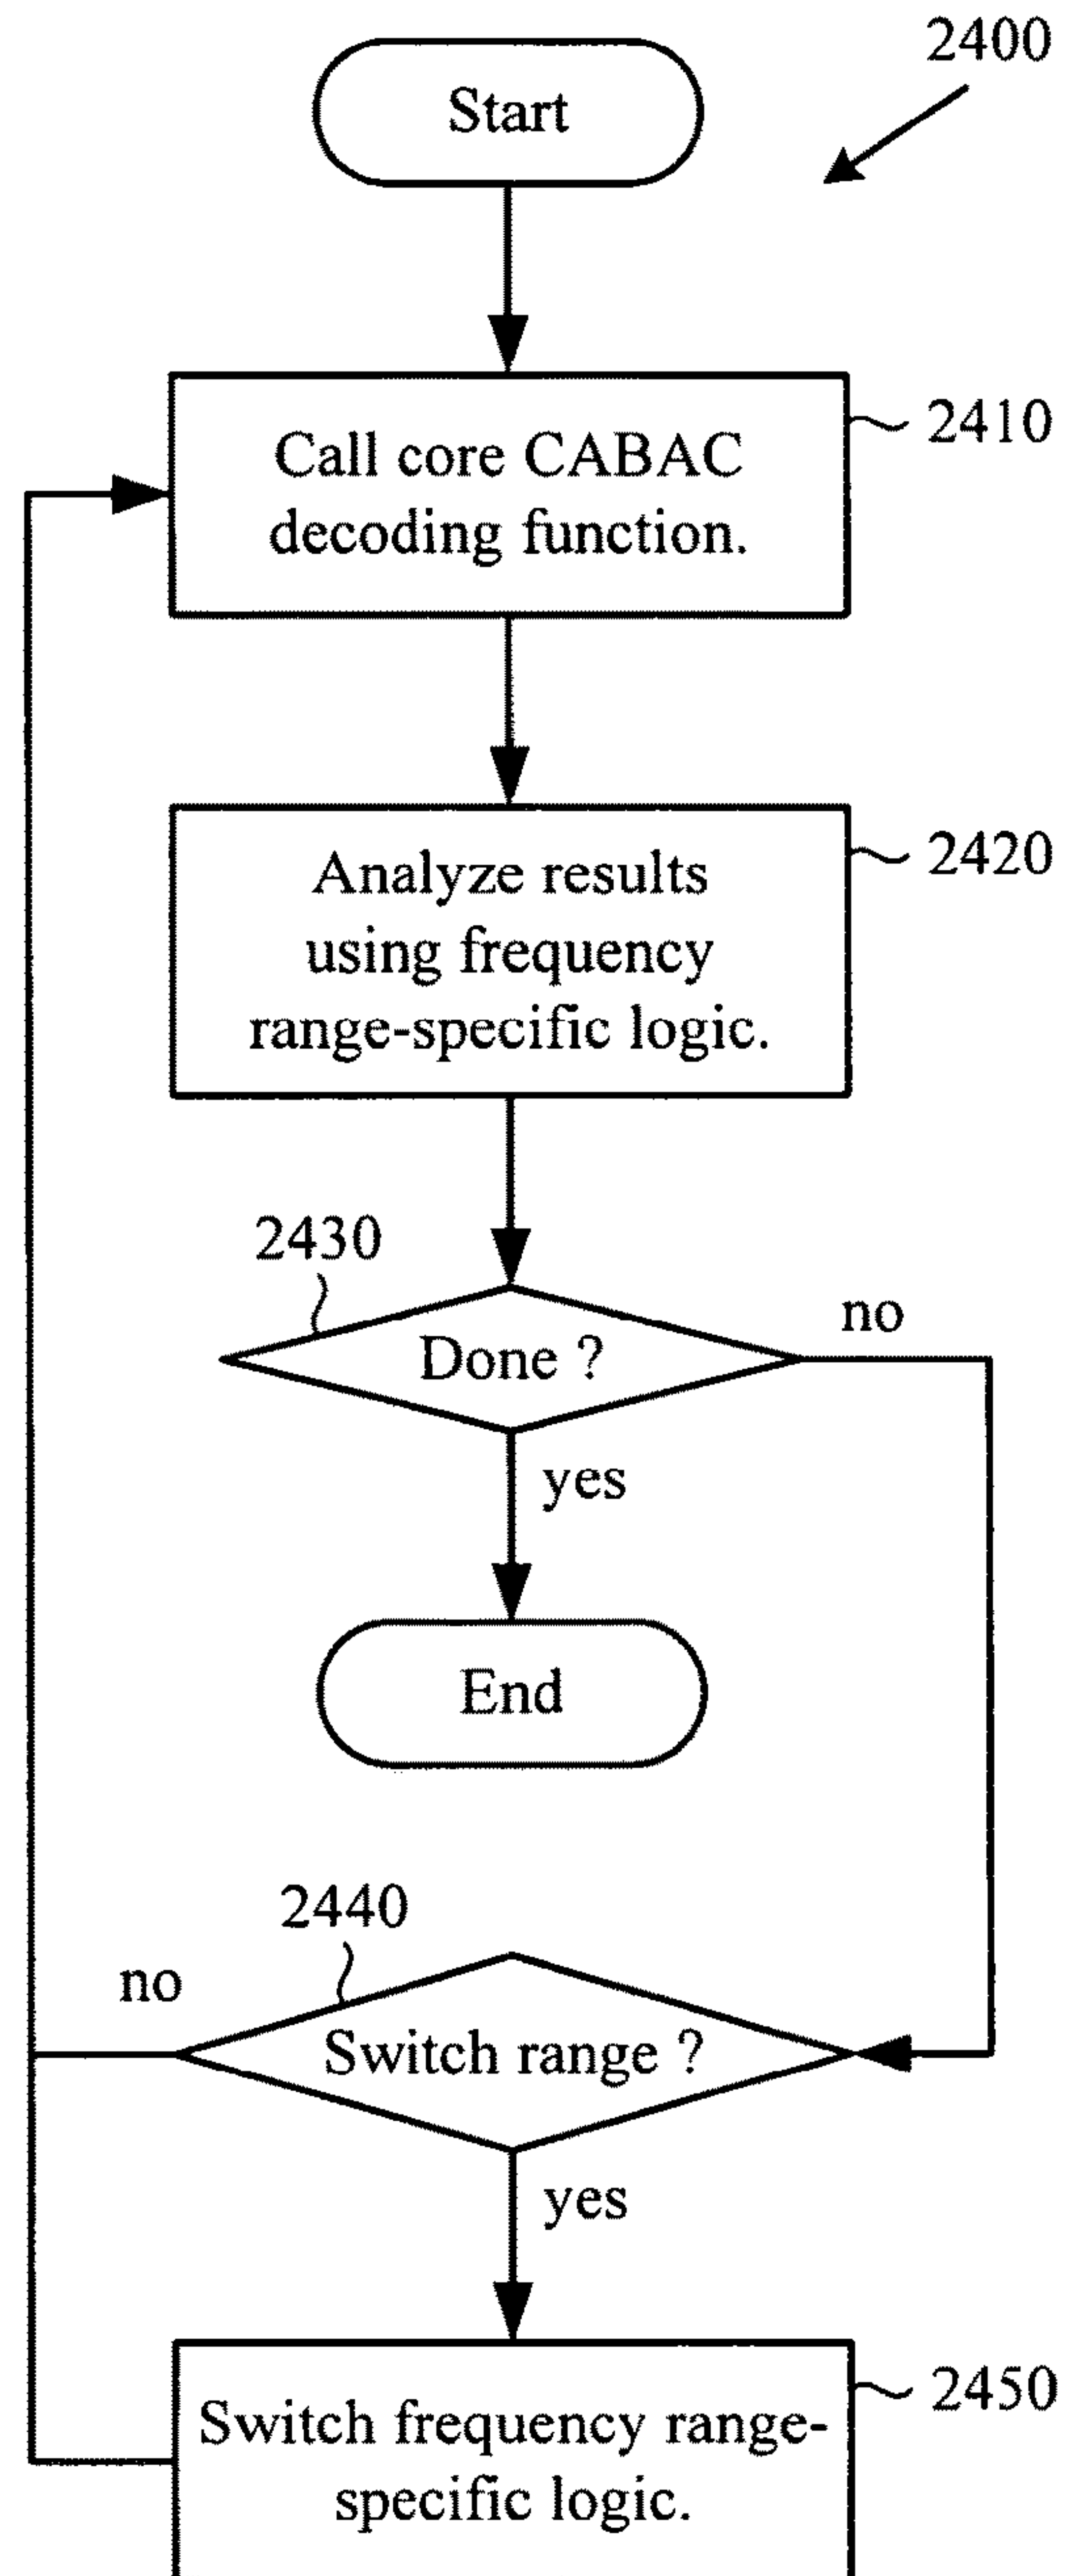 2400
Start
Call core CABAC
decoding function.
2410
Analyze results
using frequency
range-specific logic.
2420
2430
Done ?
no
yes
End
2440
no
Switch range ?
yes
Switch frequency range-
specific logic.
2450